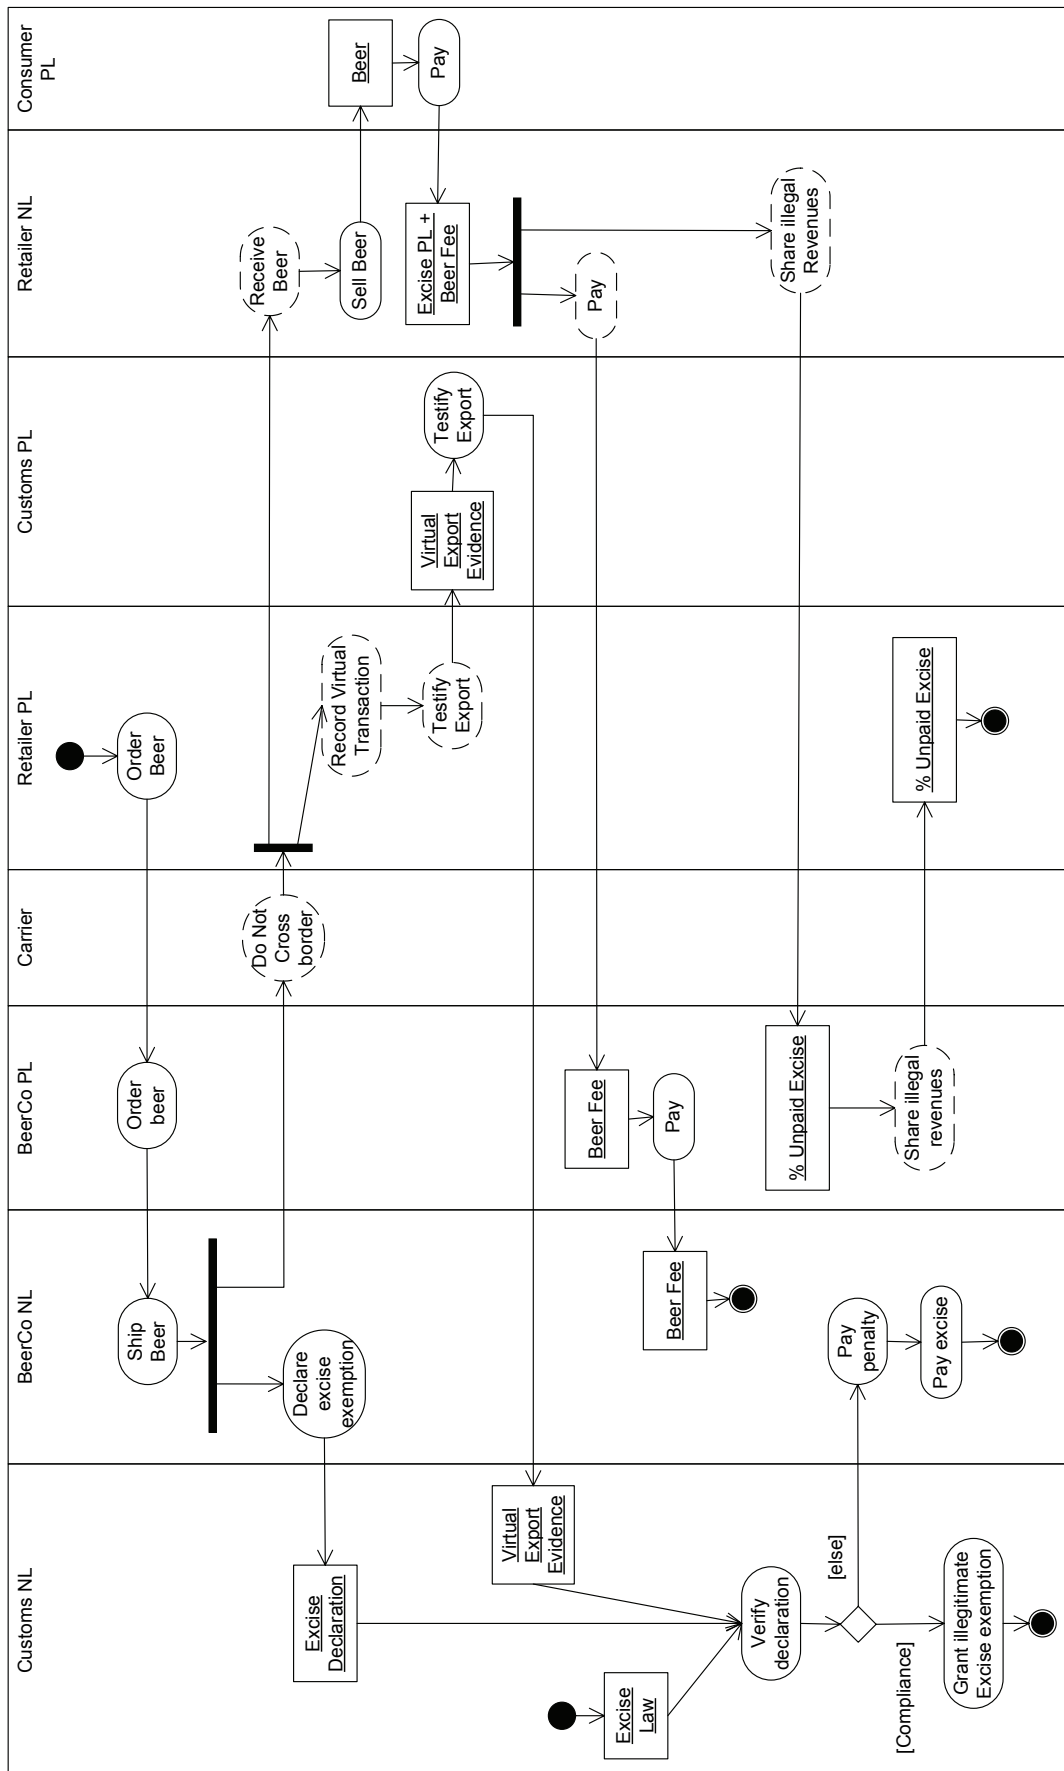 Customs NL
BeerCo NL
BeerCo PL
Carrier
Retailer PL
Customs PL
Retailer NL
Consumer
PL
Order
Beer
Order
beer
Ship
Beer
Declare
excise
exemption
Excise
Declaration
Do Not
Cross
border
Receive
Beer
Record Virtual
Transaction
Testify
Export
Virtual
Export
Evidence
Testify
Export
Sell Beer
Beer
Pay
Excise PL +
Beer Fee
Pay
Share illegal
Revenues
Virtual
Export
Evidence
Excise
Law
Verify
declaration
Beer Fee
Pay
Beer Fee
% Unpaid Excise
Share illegal
revenues
% Unpaid Excise
[else]
Pay
penalty
Pay excise
[Compliance]
Grant illegitimate
Excise exemption